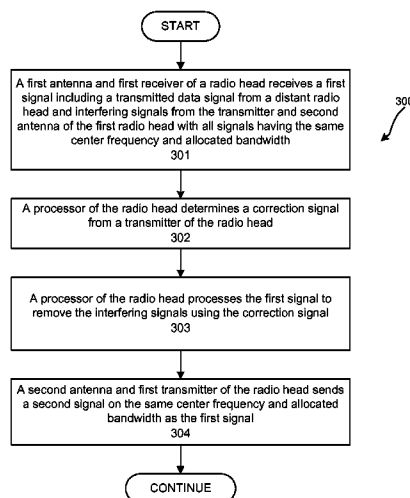 START
A first antenna and first receiver of a radio head receives a first
signal including a transmitted data signal from a distant radio
head and interfering signals from the transmitter and second
antenna of the first radio head with all signals having the same
center frequency and allocated bandwidth
301
300
A processor of the radio head determines a correction signal
from a transmitter of the radio head
302
A processor of the radio head processes the first signal to
remove the interfering signals using the correction signal
303
A second antenna and first transmitter of the radio head sends
a second signal on the same center frequency and allocated
bandwidth as the first signal
304
CONTINUE